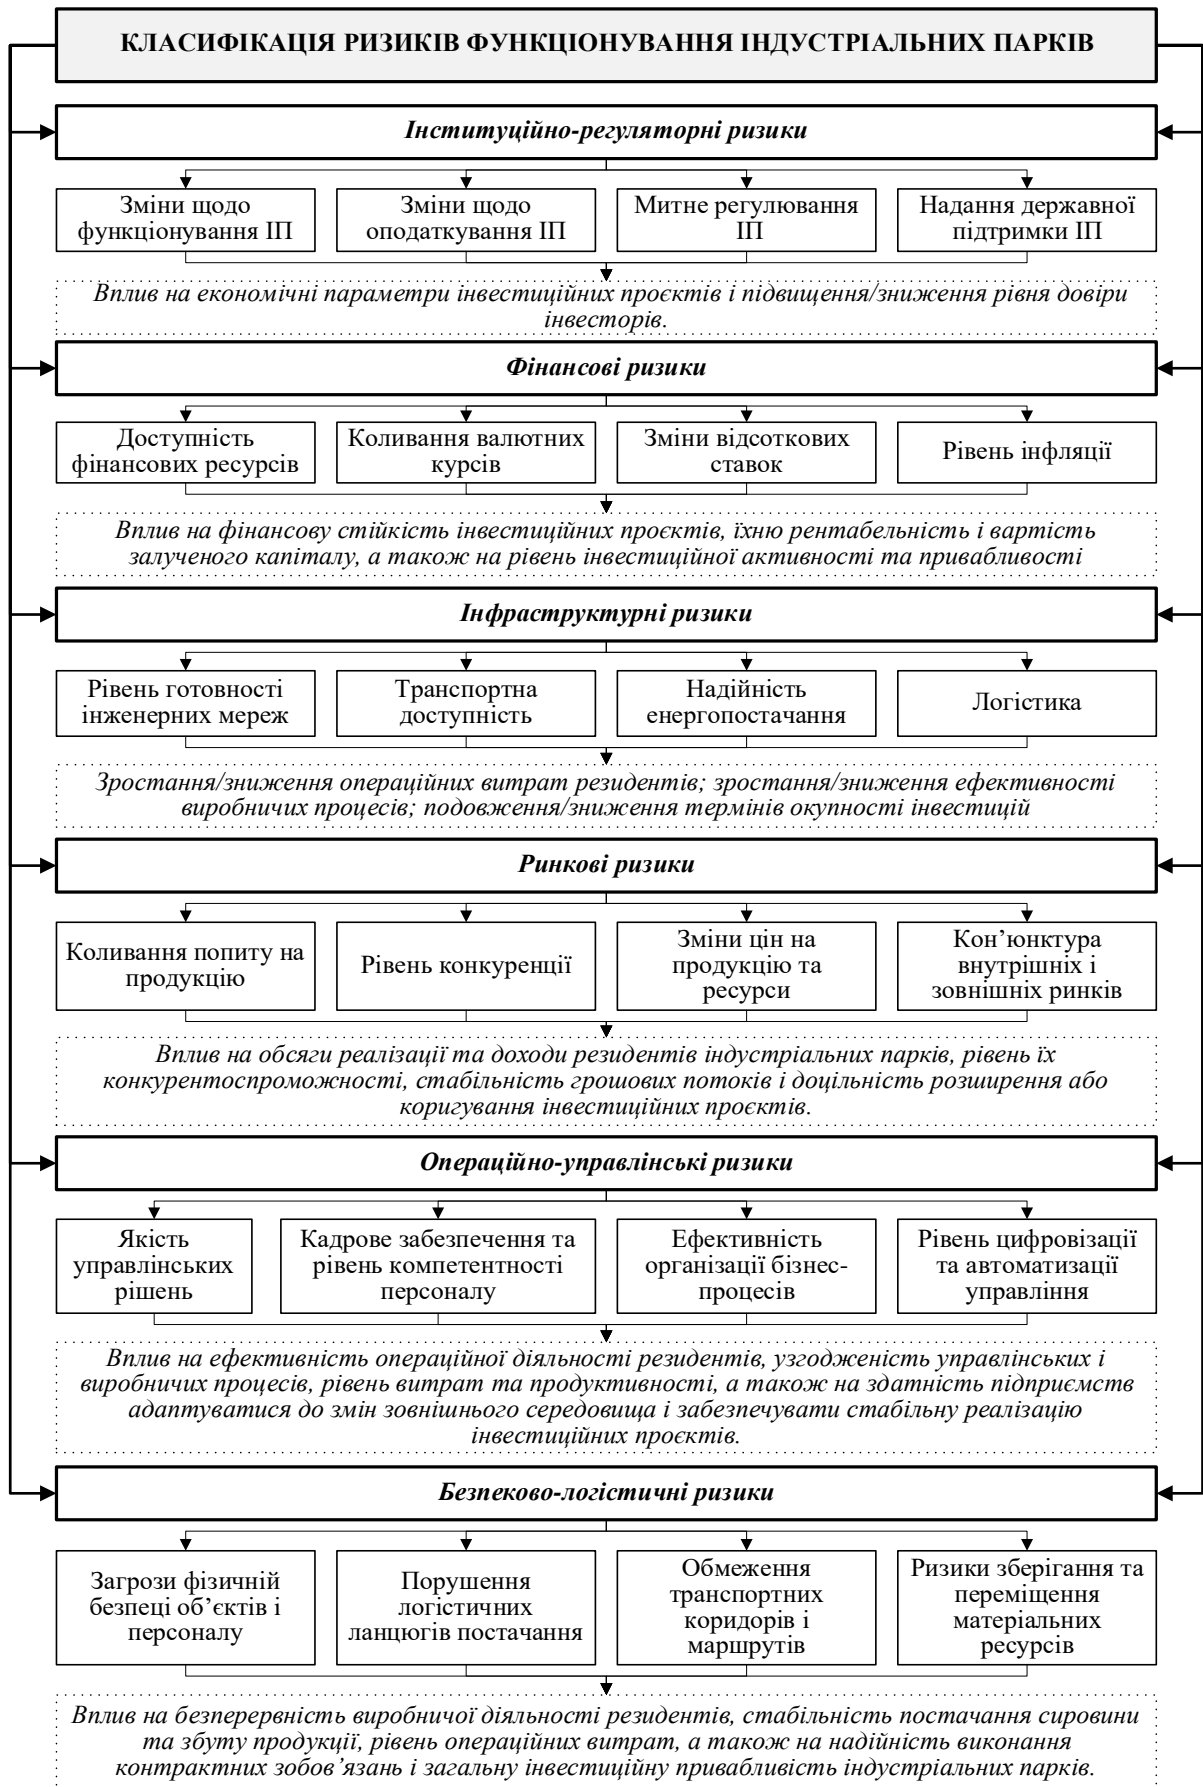 КЛАСИФІКАЦІЯ РИЗИКІВ ФУНКЦІОНУВАННЯ ІНДУСТРІАЛЬНИХ ПАРКІВ
Інституційно-регуляторні ризики
Зміни щодо
функціонування ІП
Зміни щодо
оподаткування ІП
Митне регулювання
ІП
Надання державної
підтримки ІП
Вплив на економічні параметри інвестиційних проєктів і підвищення/зниження рівня довіри
інвесторів.
Фінансові ризики
Доступність
фінансових ресурсів
Коливання валютних
курсів
Зміни відсоткових
ставок
Рівень інфляції
Вплив на фінансову стійкість інвестиційних проєктів, їхню рентабельність і вартість
залученого капіталу, а також на рівень інвестиційної активності та привабливості
Інфраструктурні ризики
Рівень готовності
інженерних мереж
Транспортна
доступність
Надійність
енергопостачання
Логістика
Зростання/зниження операційних витрат резидентів; зростання/зниження ефективності
виробничих процесів; подовження/зниження термінів окупності інвестицій
Ринкові ризики
Коливання попиту на
продукцію
Рівень конкуренції
Зміни цін на
продукцію та
ресурси
Кон’юнктура
внутрішніх і
зовнішніх ринків
Вплив на обсяги реалізації та доходи резидентів індустріальних парків, рівень їх
конкурентоспроможності, стабільність грошових потоків і доцільність розширення або
коригування інвестиційних проєктів.
Операційно-управлінські ризики
Якість
управлінських
рішень
Кадрове забезпечення та
рівень компетентності
персоналу
Ефективність
організації бізнес-
процесів
Рівень цифровізації
та автоматизації
управління
Вплив на ефективність операційної діяльності резидентів, узгодженість управлінських і
виробничих процесів, рівень витрат та продуктивності, а також на здатність підприємств
адаптуватися до змін зовнішнього середовища і забезпечувати стабільну реалізацію
інвестиційних проєктів.
Безпеково-логістичні ризики
Загрози фізичній
безпеці об’єктів і
персоналу
Порушення
логістичних
ланцюгів постачання
Обмеження
транспортних
коридорів і
маршрутів
Ризики зберігання та
переміщення
матеріальних
ресурсів
Вплив на безперервність виробничої діяльності резидентів, стабільність постачання сировини
та збуту продукції, рівень операційних витрат, а також на надійність виконання
контрактних зобов’язань і загальну інвестиційну привабливість індустріальних парків.